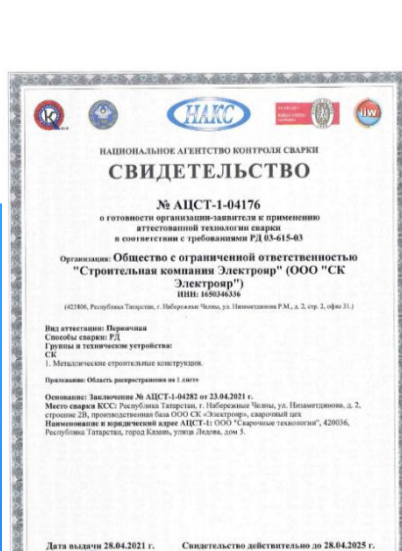 НАКС
iiw
НАЦИОНАЛЬНОЕ АГЕНТСТВО КОНТРОЛЯ СВАРКИ
СВИДЕТЕЛЬСТВО
№ АЦСТ-1-04176
о готовности организации-заявителя к применению
аттестованной технологии сварки
в соответствии с требованиями РД 03-615-03
Организация: Общество с ограниченной ответственностью
"Строительная компания Электрояр" (ООО "СК
Электрояр")
ИНН: 1650346336
(423806, Республика Татарстан, г. Набережные Челны, ул. Низаметдинова Р.М., д. 2, стр. 2, офис 31.)
Вид аттестации: Первичная
Способы сварки: РД
Группы и технические устройства:
СК
1. Металлические строительные конструкции.
Приложение: Область распространения на 1 листе
Основание: Заключение № АЦСТ-1-04282 от 23.04.2021 г.
Место сварки КСС: Республика Татарстан, г. Набережные Челны, ул. Низаметдинова, д. 2,
строение 2В, производственная база ООО СК «Электрояр», сварочный цех
Наименование и юридический адрес АЦСТ-1: ООО "Сварочные технологии", 420036,
Республика Татарстан, город Казань, улица Ледова, дом 5.
Дата выдачи 28.04.2021 г. Свидетельство действительно до 28.04.2025 г.